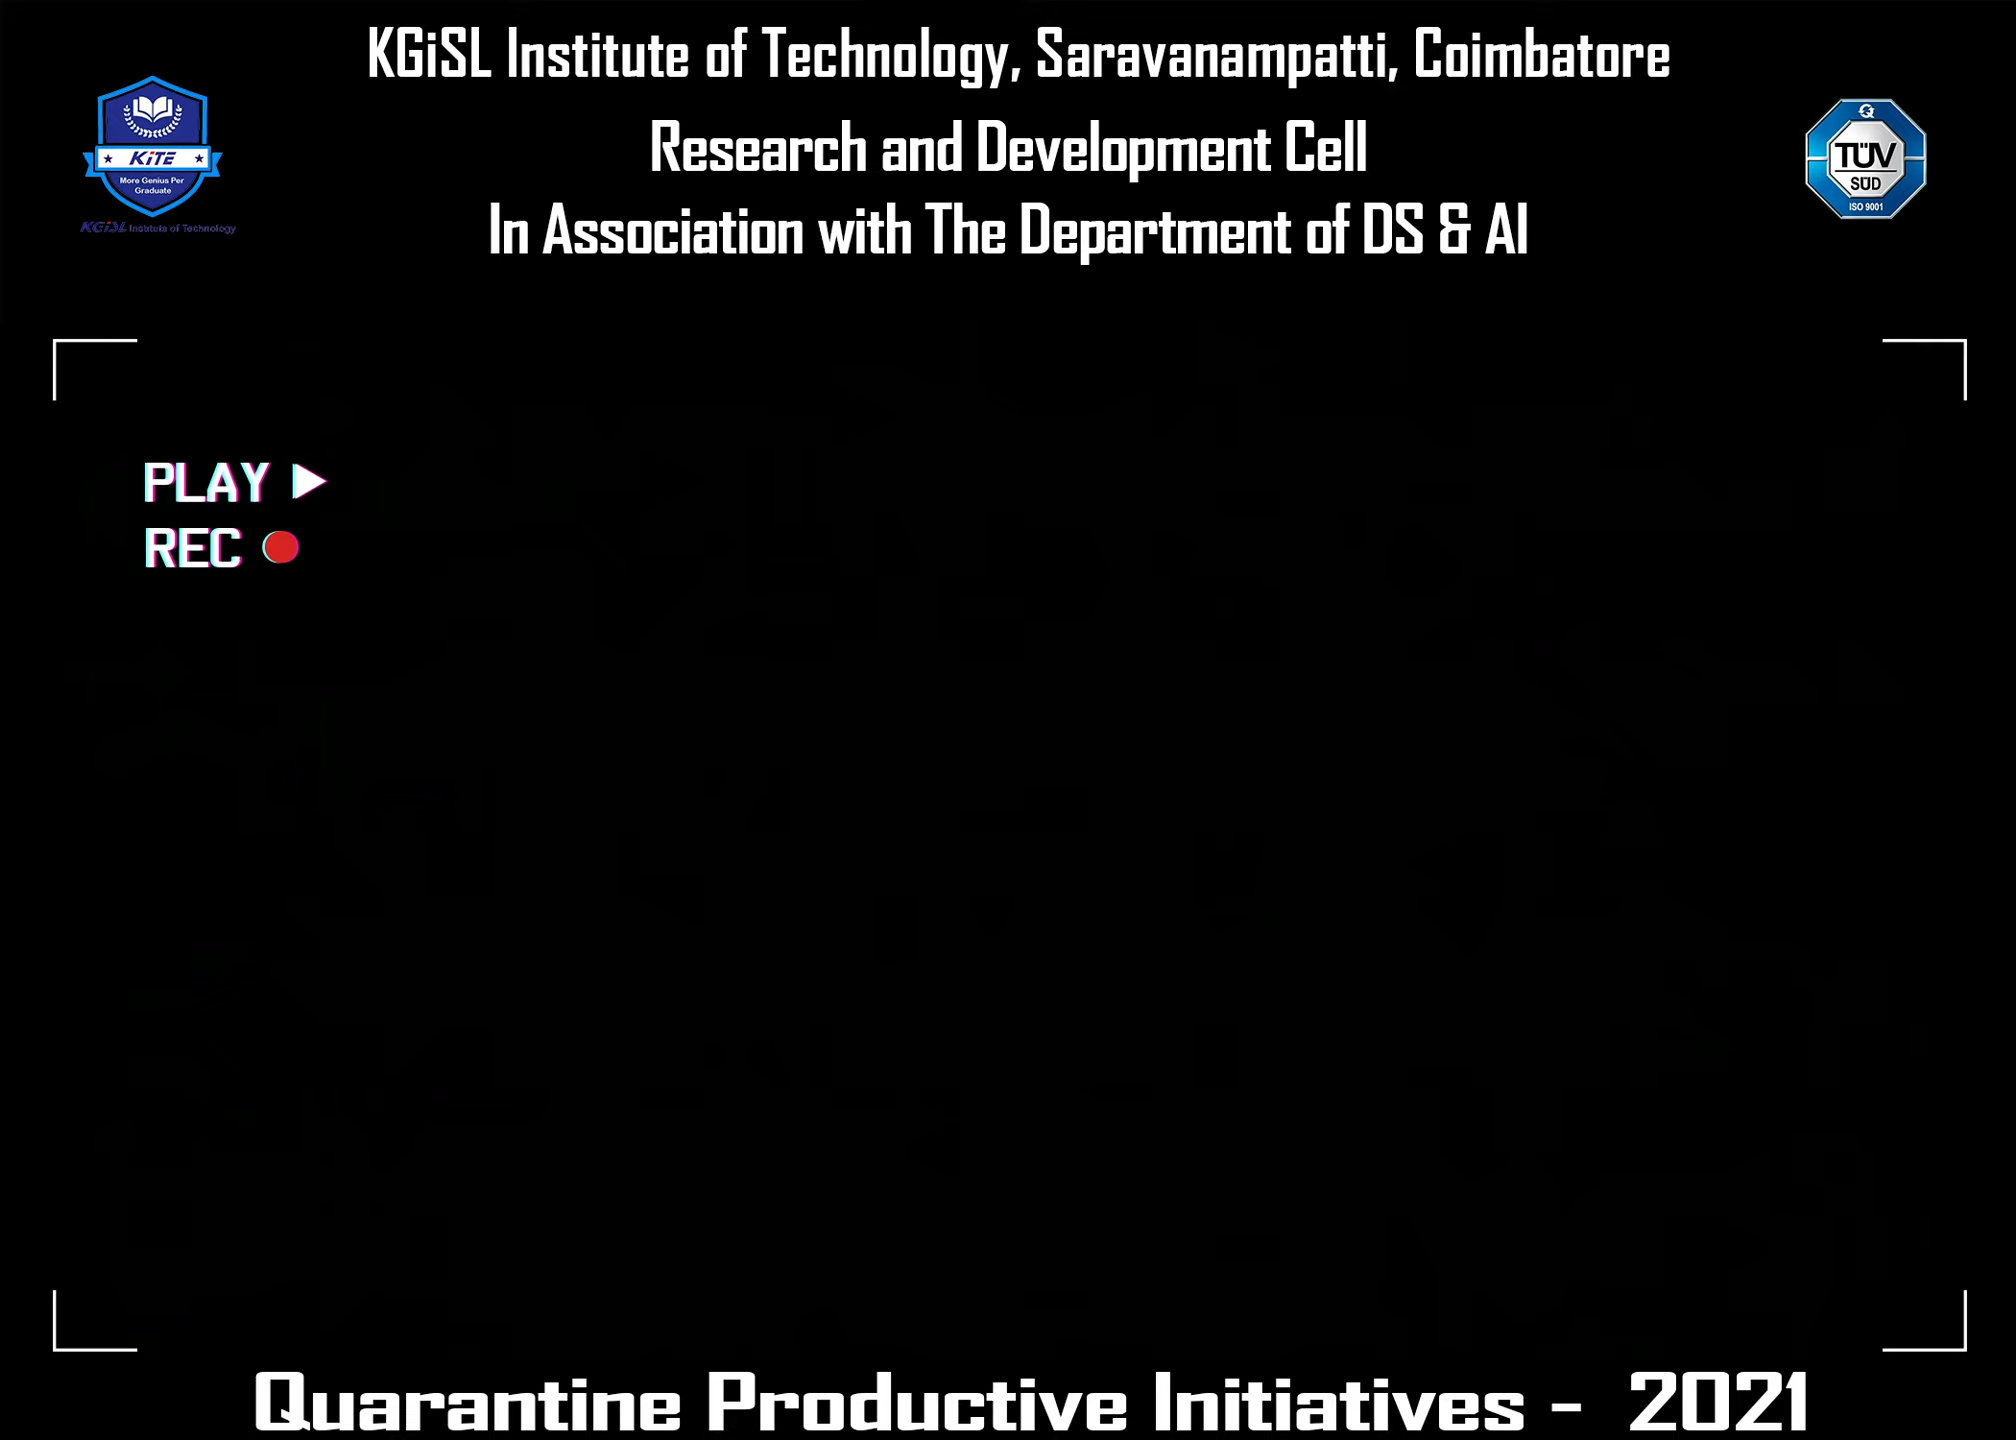 KGiSL Institute of Technology, Saravanampatti, Coimbatore
Research and Development Cell
In Association with The Department of DS & AI
KiTE
More Genius Per
Graduate
KGiSL Institute of Technology
TÜV
SÜD
ISO 9001
PLAY
REC
Quarantine Productive Initiatives - 2021